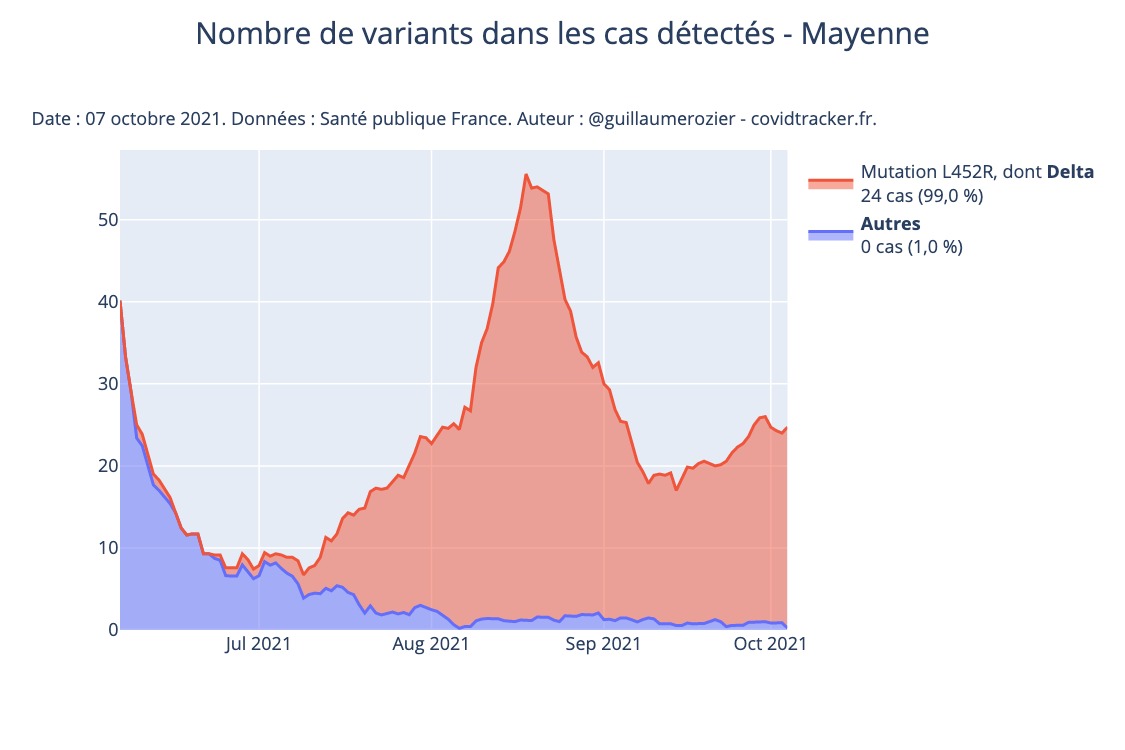 Nombre de variants dans les cas détectés - Mayenne
Date : 07 octobre 2021. Données : Santé publique France. Auteur : @guillaumerozier - covidtracker.fr.
Mutation L452R, dont Delta
24 cas (99,0 %)
Autres
0 cas (1,0 %)
50
40
30
20
10
0
Jul 2021
Aug 2021
Sep 2021
Oct 2021